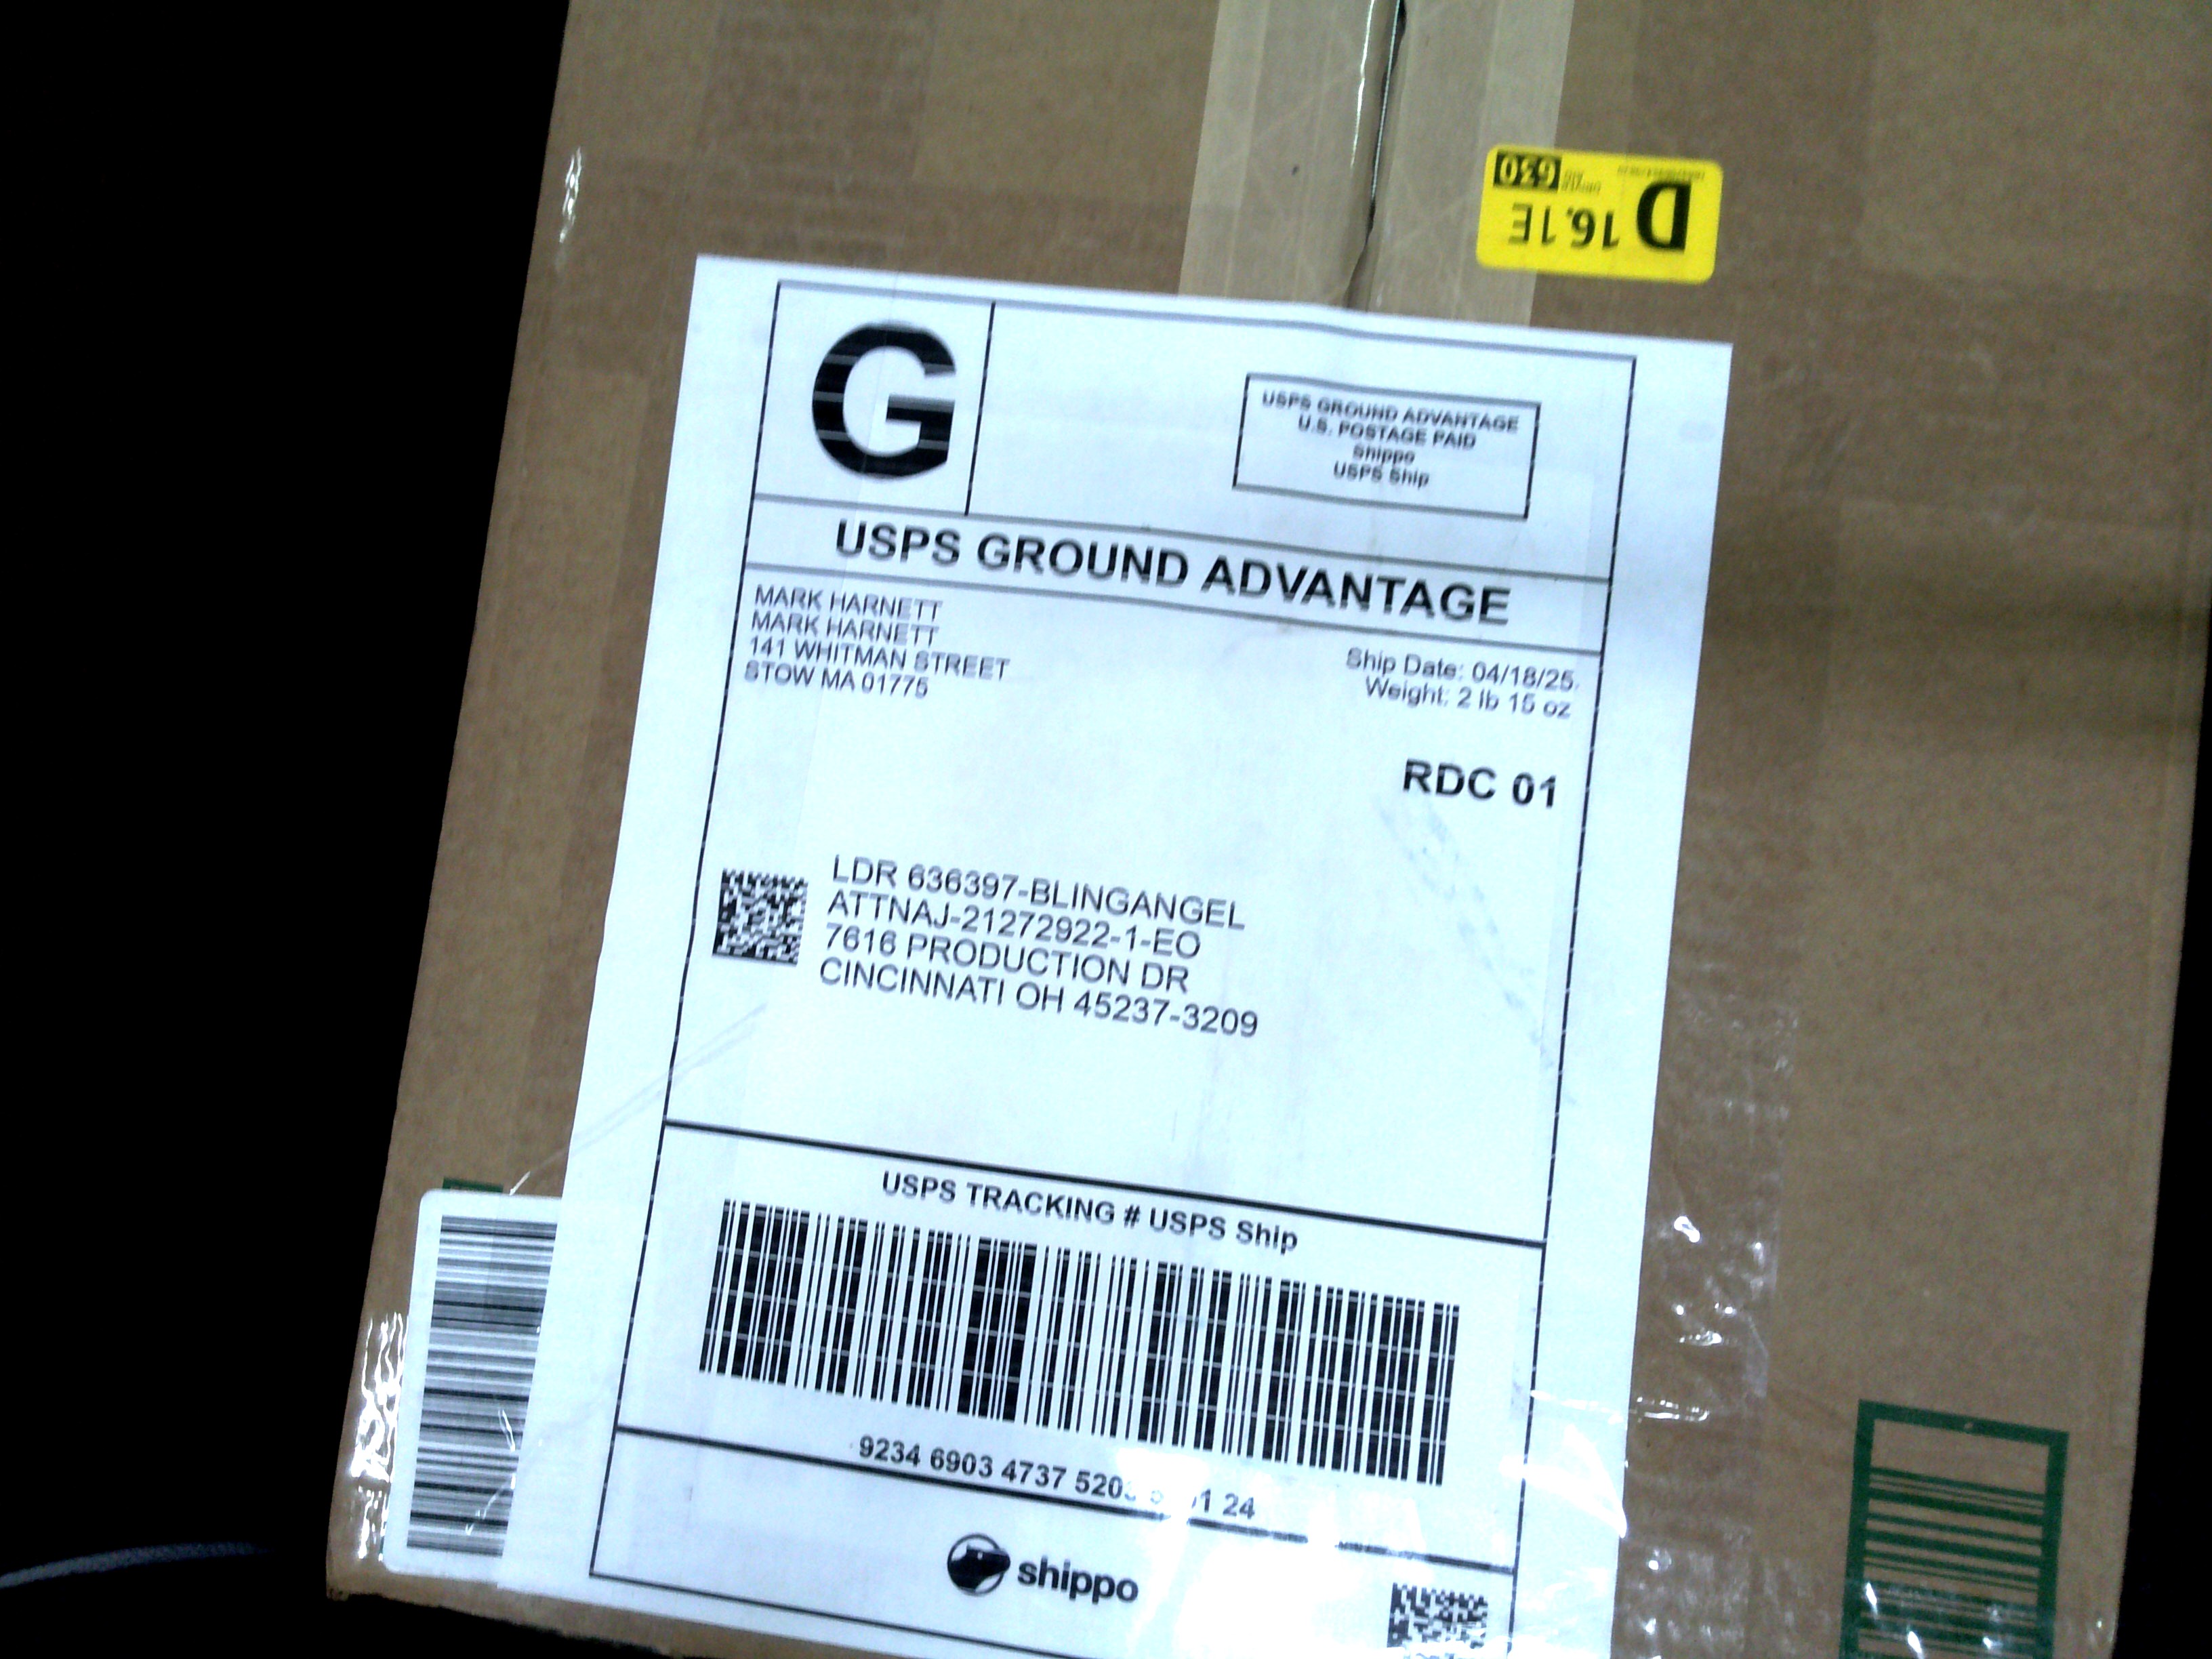 D 16.1E
630
G
USPS GROUND ADVANTAGE
U.S. POSTAGE PAID
Shippo
USPS Ship
USPS GROUND ADVANTAGE
MARK HARNETT
MARK HARNETT
141 WHITMAN STREET
STOW MA 01775
Ship Date: 04/18/25
Weight: 2 lb 15 oz
RDC 01
LDR 636397-BLINGANGEL
ATTNAJ-21272922-1-EO
7616 PRODUCTION DR
CINCINNATI OH 45237-3209
USPS TRACKING # USPS Ship
9234 6903 4737 24
shippo